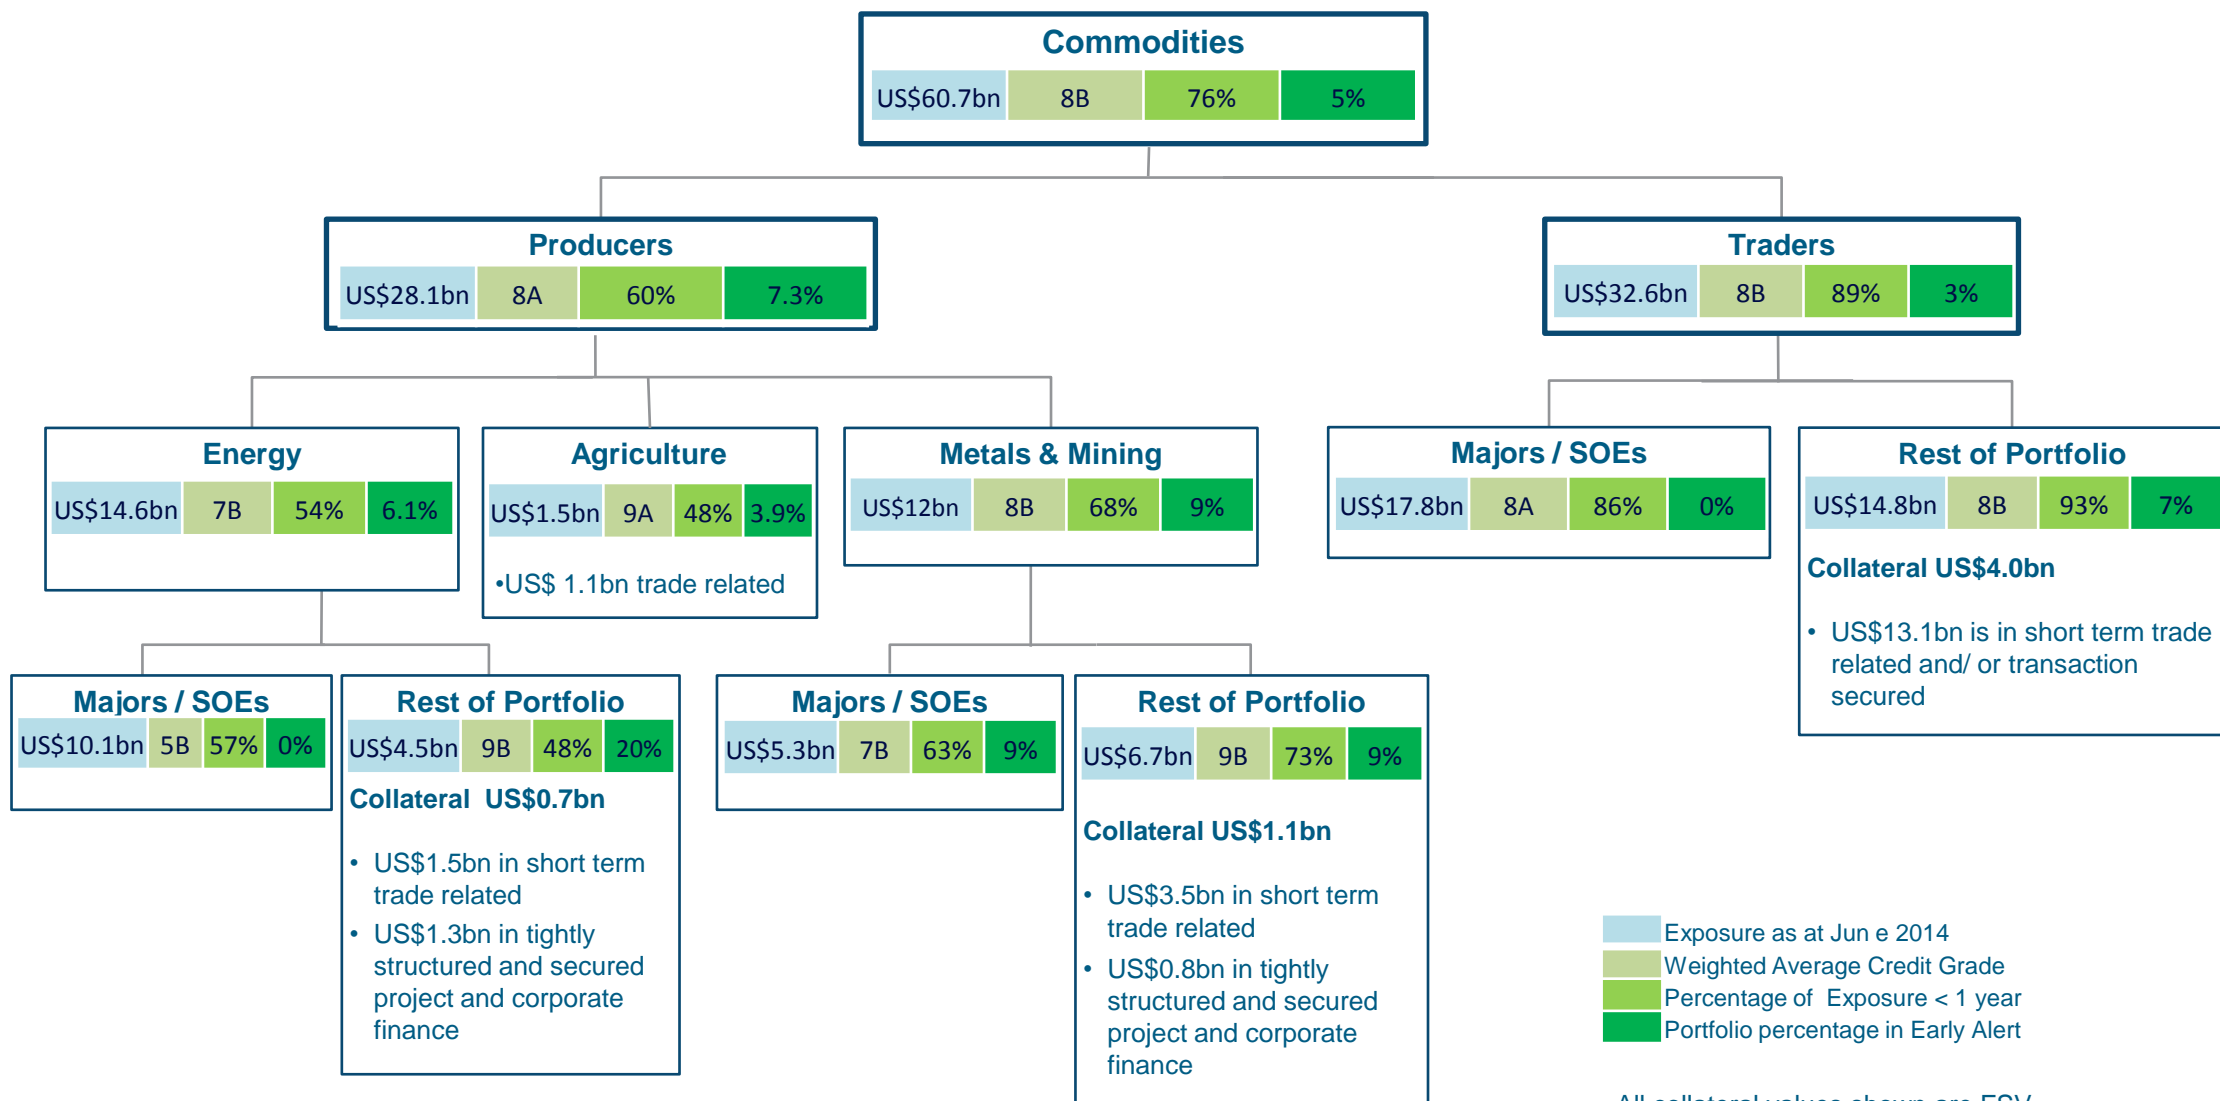 Commodities
US$60.7bn 8B 76% 5%
Producers
US$28.1bn 8A 60% 7.3%
Traders
US$32.6bn 8B 89% 3%
Energy
US$14.6bn 7B 54% 6.1%
Agriculture
US$1.5bn 9A 48% 3.9%
•US$ 1.1bn trade related
Metals & Mining
US$12bn 8B 68% 9%
Majors / SOEs
US$17.8bn 8A 86% 0%
Rest of Portfolio
US$14.8bn 8B 93% 7%
Collateral US$4.0bn
• US$13.1bn is in short term trade
related and/ or transaction
secured
Majors / SOEs
US$10.1bn 5B 57% 0%
Rest of Portfolio
US$4.5bn 9B 48% 20%
Collateral US$0.7bn
• US$1.5bn in short term
trade related
• US$1.3bn in tightly
structured and secured
project and corporate
finance
Majors / SOEs
US$5.3bn 7B 63% 9%
Rest of Portfolio
US$6.7bn 9B 73% 9%
Collateral US$1.1bn
• US$3.5bn in short term
trade related
• US$0.8bn in tightly
structured and secured
project and corporate
finance
Exposure as at Jun e 2014
Weighted Average Credit Grade
Percentage of Exposure < 1 year
Portfolio percentage in Early Alert
All collateral values shown are FSV